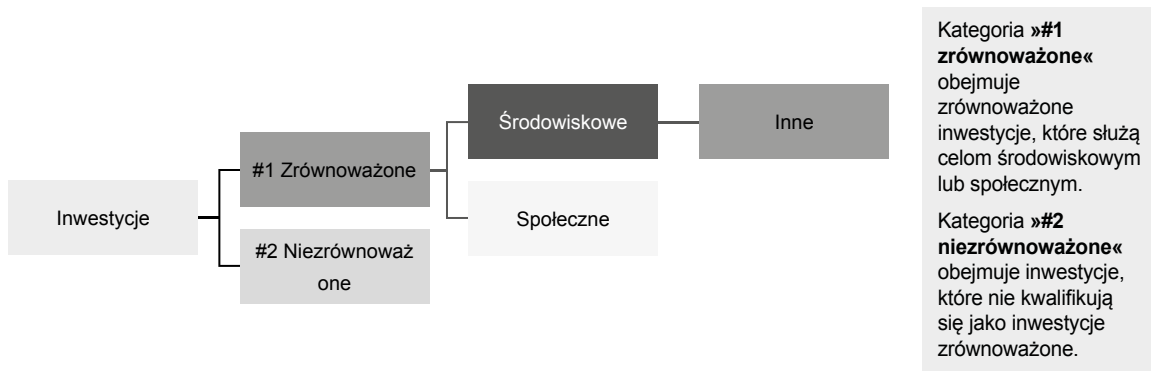 Inwestycje
#1 Zrównoważone
#2 Niezrównoważ
one
Środowiskowe
Społeczne
Inne
Kategoria »#1
zrównoważone«
obejmuje
zrównoważone
inwestycje, które służą
celom środowiskowym
lub społecznym.
Kategoria »#2
niezrównoważone«
obejmuje inwestycje,
które nie kwalifikują
się jako inwestycje
zrównoważone.